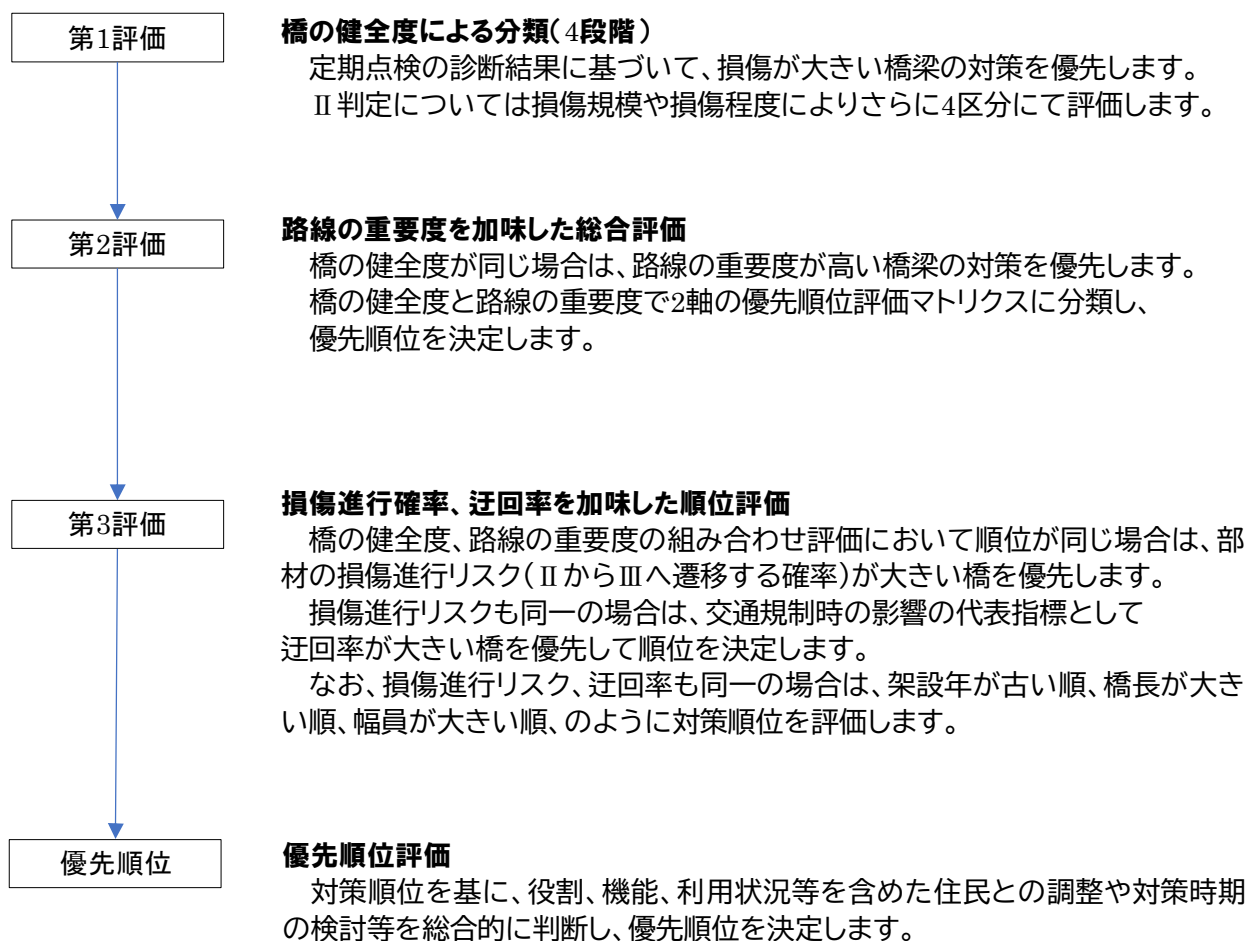 第1評価
橋の健全度による分類(4段階)
定期点検の診断結果に基づいて、損傷が大きい橋梁の対策を優先します。
Ⅱ判定については損傷規模や損傷程度によりさらに4区分にて評価します。
第2評価
路線の重要度を加味した総合評価
橋の健全度が同じ場合は、路線の重要度が高い橋梁の対策を優先します。
橋の健全度と路線の重要度で2軸の優先順位評価マトリクスに分類し、
優先順位を決定します。
第3評価
損傷進行確率、迂回率を加味した順位評価
橋の健全度、路線の重要度の組み合わせ評価において順位が同じ場合は、部
材の損傷進行リスク(ⅡからⅢへ遷移する確率)が大きい橋を優先します。
損傷進行リスクも同一の場合は、交通規制時の影響の代表指標として
迂回率が大きい橋を優先して順位を決定します。
なお、損傷進行リスク、迂回率も同一の場合は、架設年が古い順、橋長が大き
い順、幅員が大きい順、のように対策順位を評価します。
優先順位
優先順位評価
対策順位を基に、役割、機能、利用状況等を含めた住民との調整や対策時期
の検討等を総合的に判断し、優先順位を決定します。